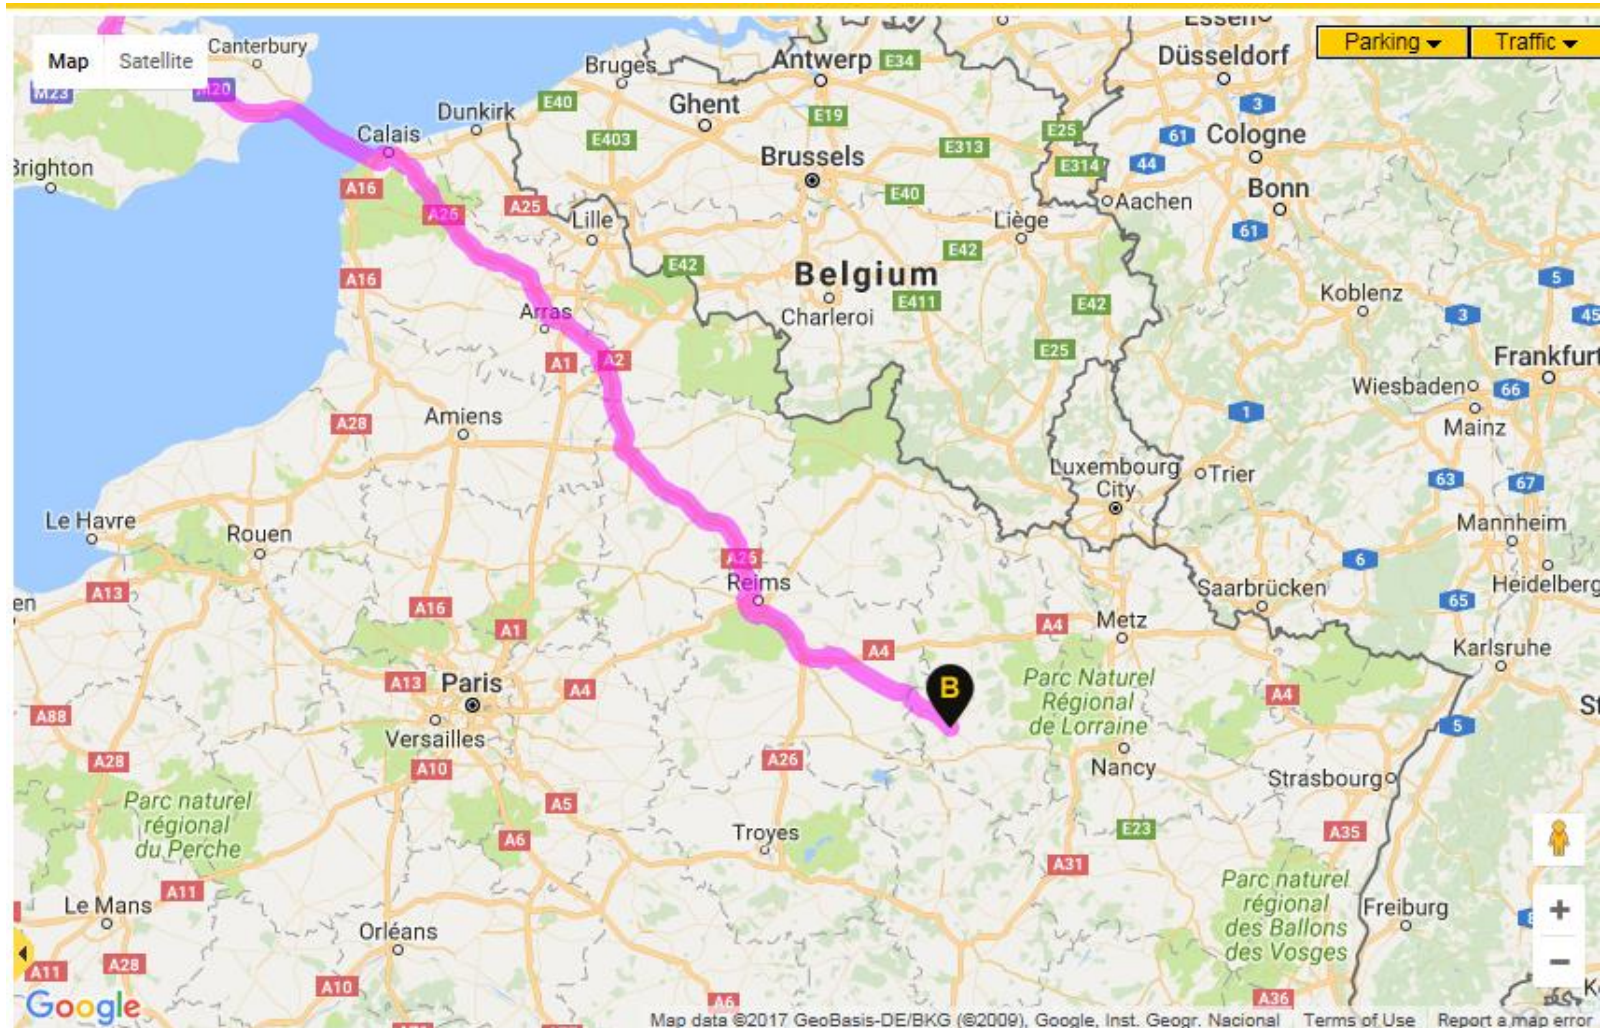 Essen
Map
Satellite
Canterbury
Parking
Traffic
Bruges
Antwerp
E34
Düsseldorf
M23
M20
Dunkirk
E40
Ghent
E19
3
Calais
E403
E25
61
Cologne
Brussels
E313
E314
44
Brighton
A16
A26
A25
Lille
E40
Aachen
Bonn
Liège
61
E42
E42
Belgium
A16
E411
E42
Koblenz
5
Arras
Charleroi
3
45
A1
A2
E25
Frankfurt
Wiesbaden
66
Amiens
A28
1
Mainz
Luxembourg
City
Trier
63
67
Le Havre
Rouen
Mannheim
A26
6
Reims
Saarbrücken
Heidelberg
A13
en
A16
A1
65
Metz
A4
A4
Karlsruhe
B
A13
Paris
A4
Parc Naturel
Régional
de Lorraine
A4
A88
St
5
Versailles
A10
A28
A26
Nancy
Strasbourg
Parc naturel
régional
du Perche
A5
Troyes
E23
A35
A6
A31
A11
Parc naturel
régional
des Ballons
des Vosges
Le Mans
Freiburg
8
+
Orléans
A11
A28
−
A10
A6
A36
Google
Map data ©2017 GeoBasis-DE/BKG (©2009), Google, Inst. Geogr. Nacional
Terms of Use
Report a map error